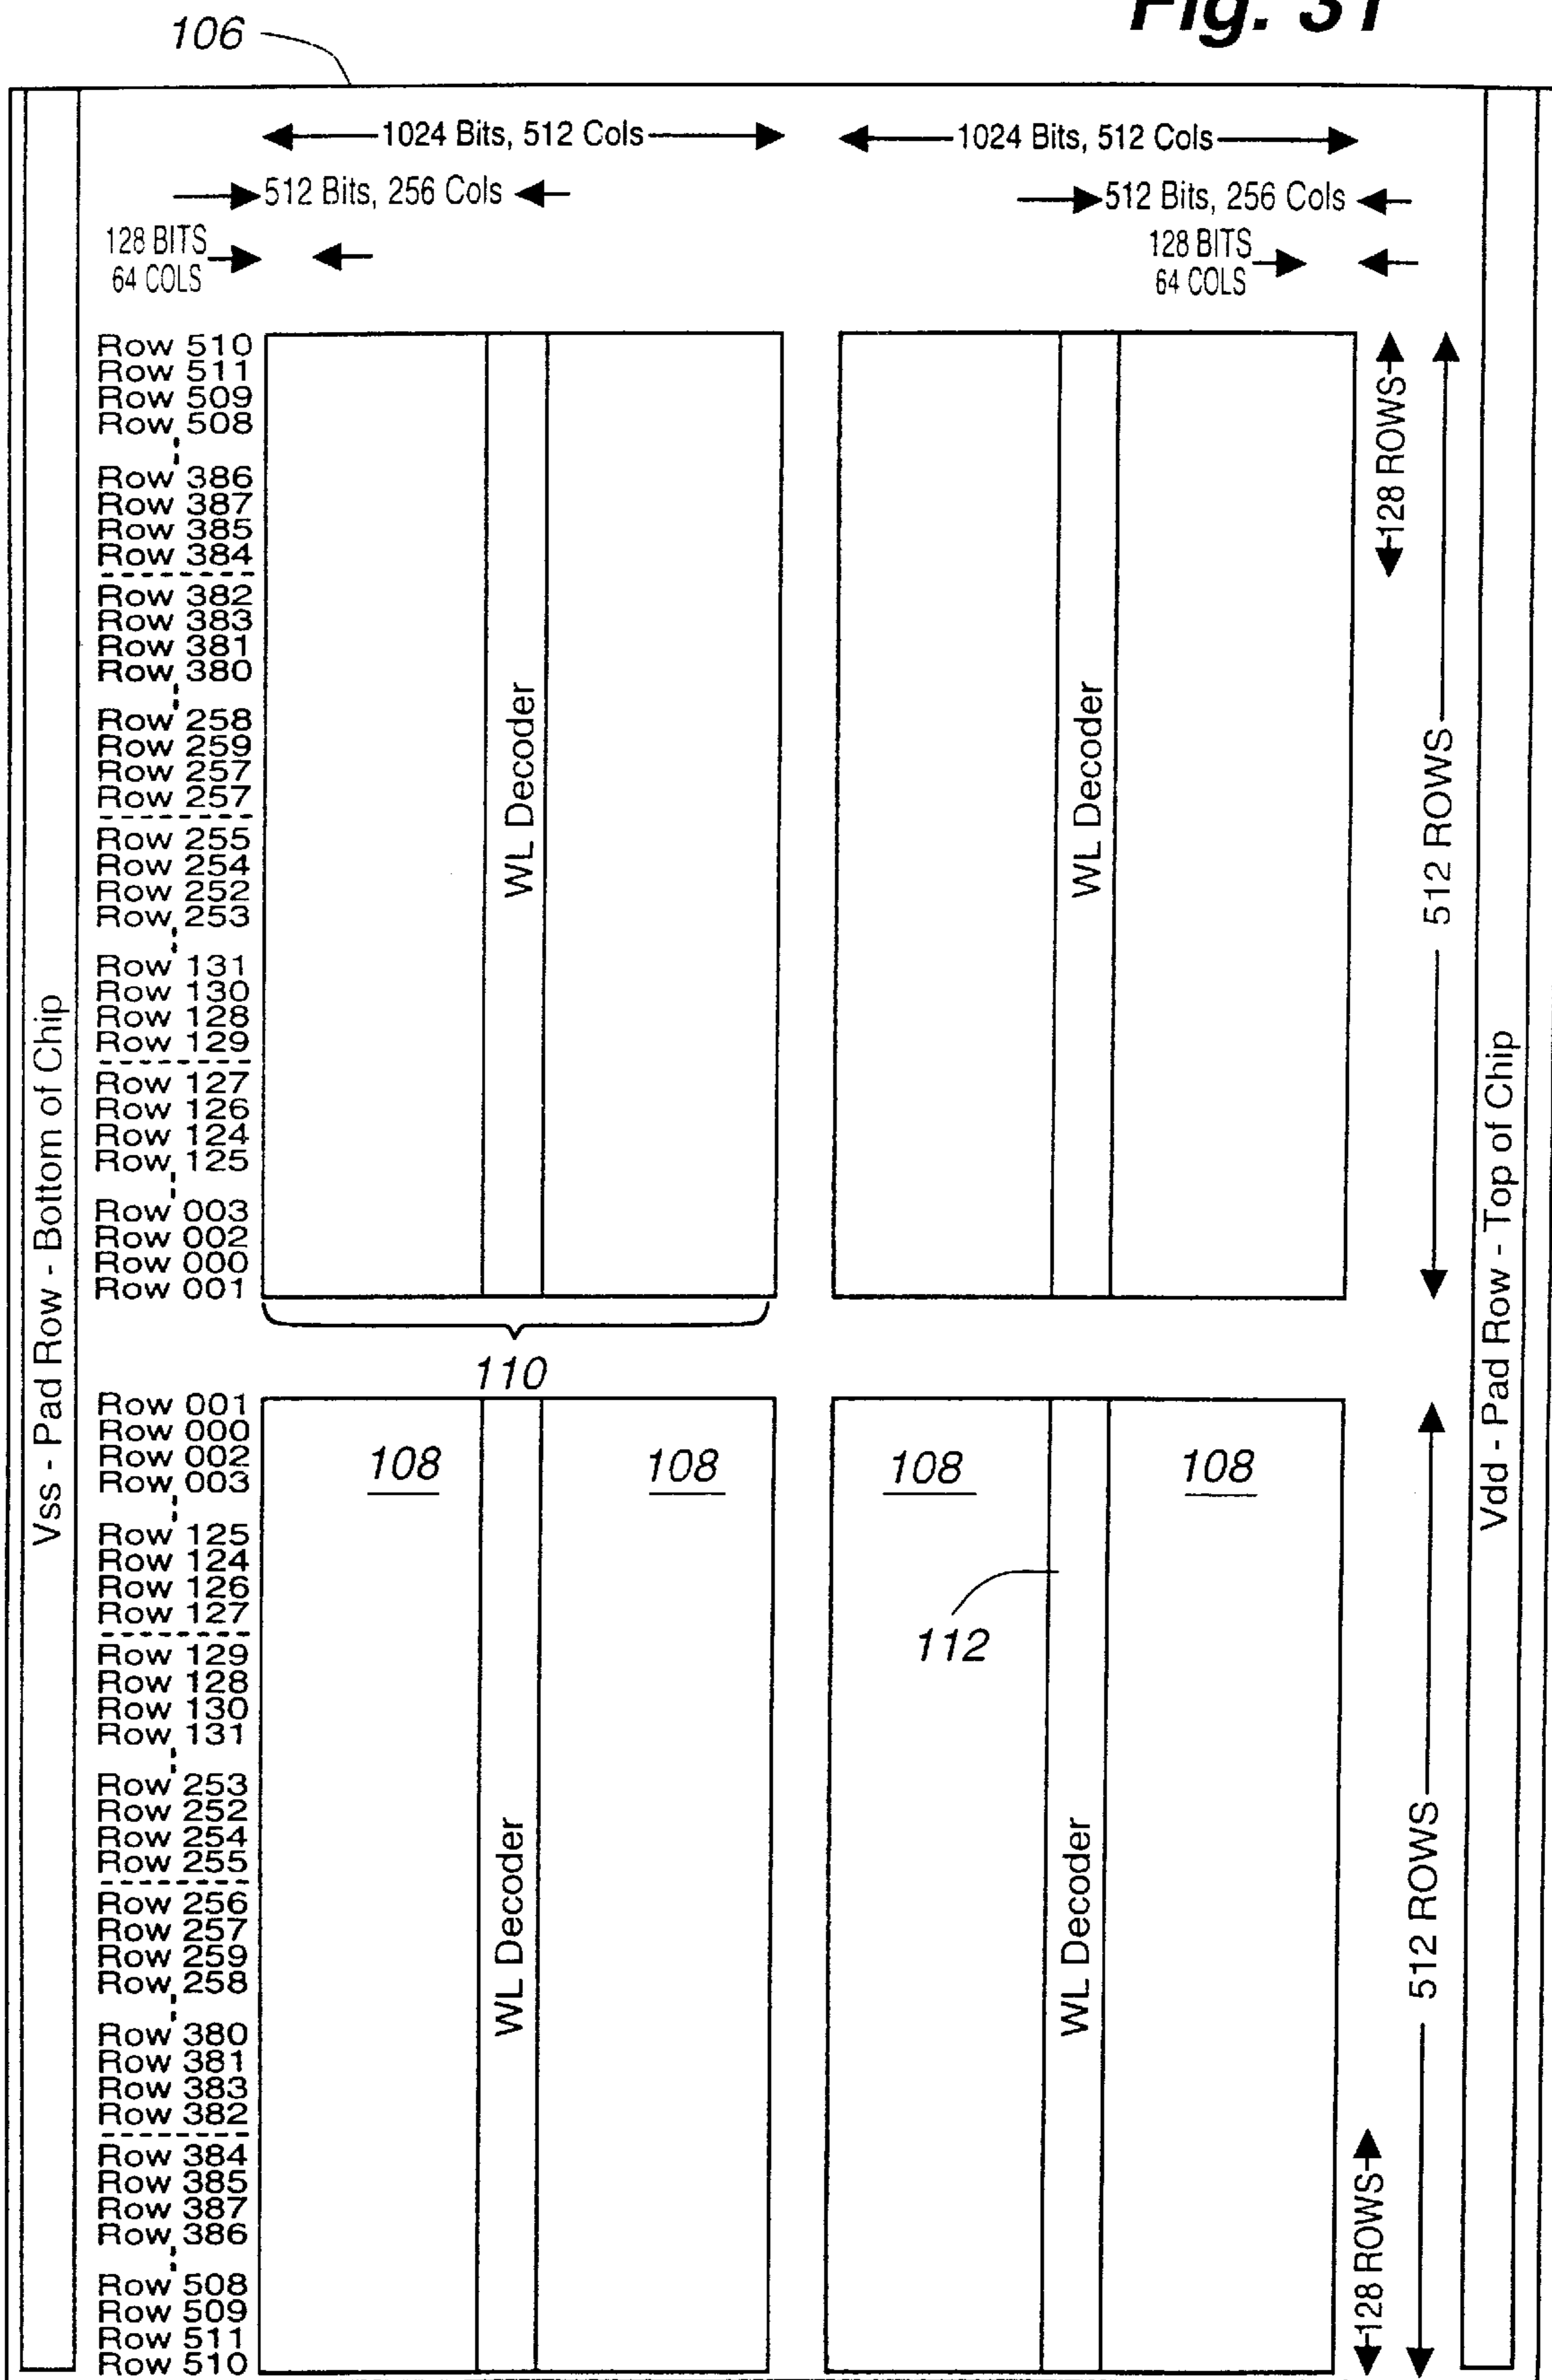 Fig. 31
106
1024 Bits, 512 Cols
1024 Bits, 512 Cols
512 Bits, 256 Cols
512 Bits, 256 Cols
128 BITS
64 COLS
128 BITS
64 COLS
Row 510
Row 511
Row 509
Row 508
Row 386
Row 387
Row 385
Row 384
Row 382
Row 383
Row 381
Row 380
Row 258
Row 259
Row 257
Row 257
Row 255
Row 254
Row 252
Row 253
Row 131
Row 130
Row 128
Row 129
Row 127
Row 126
Row 124
Row 125
Row 003
Row 002
Row 000
Row 001
WL Decoder
WL Decoder
128 ROWS
512 ROWS
Vss - Pad Row - Bottom of Chip
Vdd - Pad Row - Top of Chip
110
Row 001
Row 000
Row 002
Row 003
Row 125
Row 124
Row 126
Row 127
Row 129
Row 128
Row 130
Row 131
Row 253
Row 252
Row 254
Row 255
Row 256
Row 257
Row 259
Row 258
Row 380
Row 381
Row 383
Row 382
Row 384
Row 385
Row 387
Row 386
Row 508
Row 509
Row 511
Row 510
108
108
108
108
112
WL Decoder
WL Decoder
128 ROWS
512 ROWS